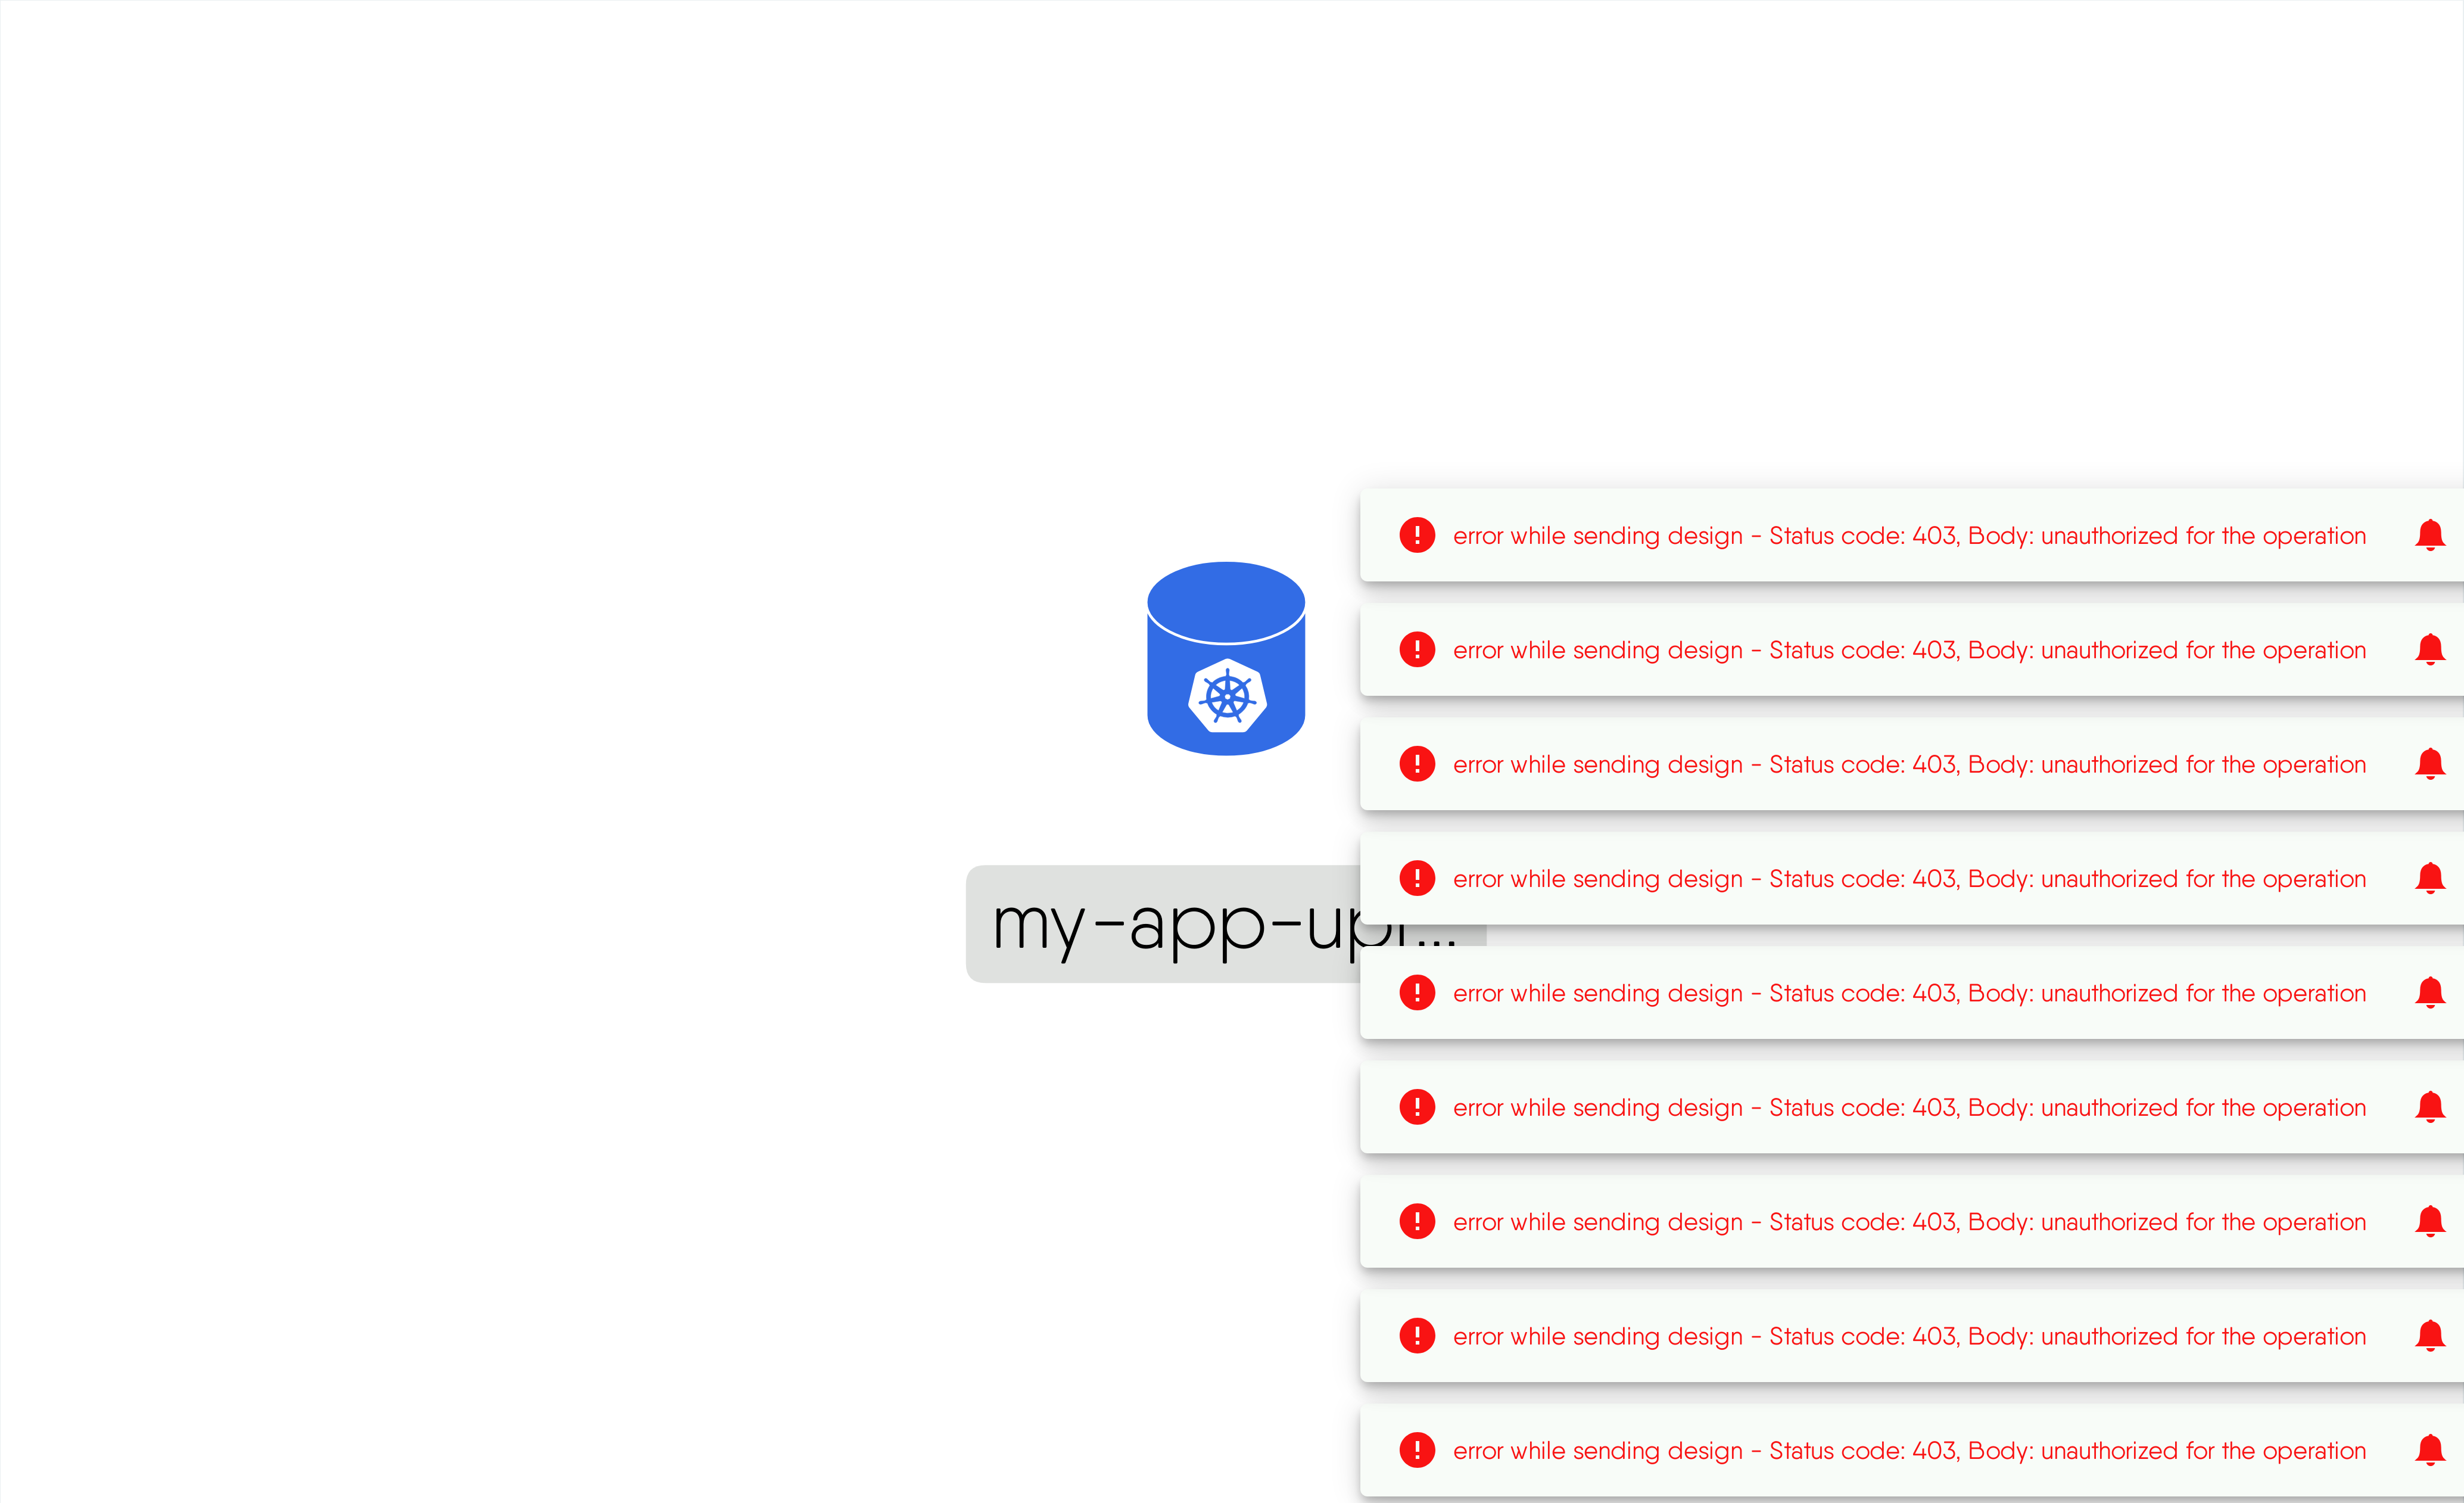 error while sending design - Status code: 403, Body: unauthorized for the operation
error while sending design - Status code: 403, Body: unauthorized for the operation
error while sending design - Status code: 403, Body: unauthorized for the operation
error while sending design - Status code: 403, Body: unauthorized for the operation
my-app-upr...
error while sending design - Status code: 403, Body: unauthorized for the operation
error while sending design - Status code: 403, Body: unauthorized for the operation
error while sending design - Status code: 403, Body: unauthorized for the operation
error while sending design - Status code: 403, Body: unauthorized for the operation
error while sending design - Status code: 403, Body: unauthorized for the operation